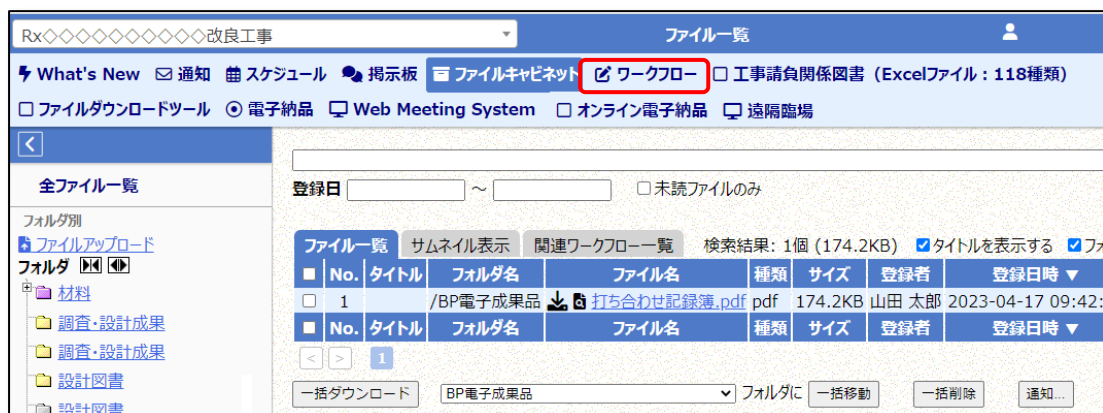 Rx◇◇◇◇◇◇◇◇◇◇改良工事 ファイル一覧
What's New 通知 スケジュール 掲示板 ファイルキャビネット ワークフロー 工事請負関係図書（Excelファイル：118種類）
ファイルダウンロードツール 電子納品 Web Meeting System オンライン電子納品 遠隔臨場
全ファイル一覧
登録日 ～ 未読ファイルのみ
フォルダ別
ファイルアップロード
フォルダ
材料
調査・設計成果
調査・設計成果
設計図書
ファイル一覧 サムネイル表示 関連ワークフロー一覧 検索結果: 1個 (174.2KB) タイトルを表示する フォ
No. タイトル フォルダ名 ファイル名 種類 サイズ 登録者 登録日時 ▼
1 /BP電子成果品 打ち合わせ記録簿.pdf pdf 174.2KB 山田 太郎 2023-04-17 09:42:
No. タイトル フォルダ名 ファイル名 種類 サイズ 登録者 登録日時 ▼
< > 1
一括ダウンロード BP電子成果品 フォルダに 一括移動 一括削除 通知...